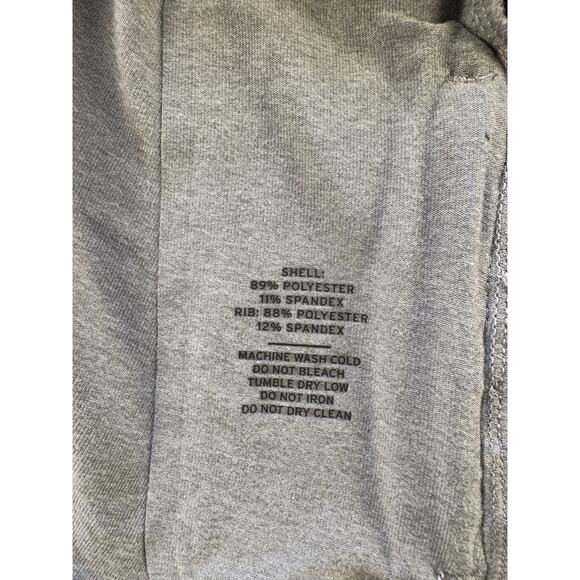 SHELL:
89% POLYESTER
11% SPANDEX
RIB: 88% POLYESTER
12% SPANDEX
MACHINE WASH COLD
DO NOT BLEACH
TUMBLE DRY LOW
DO NOT IRON
DO NOT DRY CLEAN